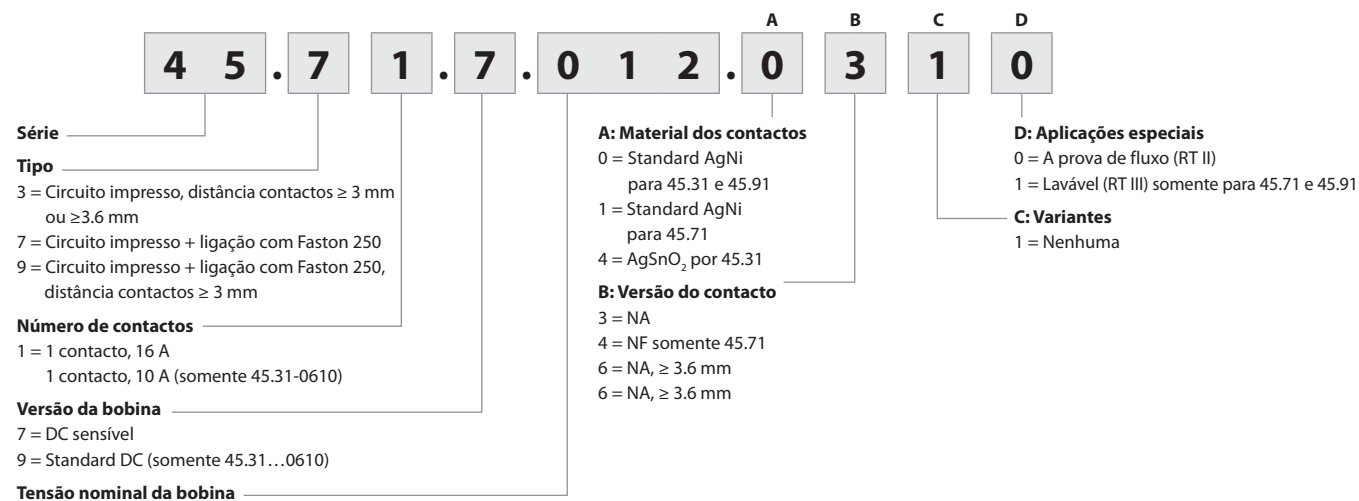 A B C D
4 5 . 7 1 . 7 . 0 1 2 . 0 3 1 0
Série
Tipo
3 = Circuito impresso, distância contactos ≥ 3 mm
ou ≥3.6 mm
7 = Circuito impresso + ligação com Faston 250
9 = Circuito impresso + ligação com Faston 250,
distância contactos ≥ 3 mm
Número de contactos
1 = 1 contacto, 16 A
1 contacto, 10 A (somente 45.31-0610)
Versão da bobina
7 = DC sensível
9 = Standard DC (somente 45.31…0610)
Tensão nominal da bobina
A: Material dos contactos
0 = Standard AgNi
para 45.31 e 45.91
1 = Standard AgNi
para 45.71
4 = AgSnO₂ por 45.31
B: Versão do contacto
3 = NA
4 = NF somente 45.71
6 = NA, ≥ 3.6 mm
6 = NA, ≥ 3.6 mm
D: Aplicações especiais
0 = A prova de fluxo (RT II)
1 = Lavável (RT III) somente para 45.71 e 45.91
C: Variantes
1 = Nenhuma